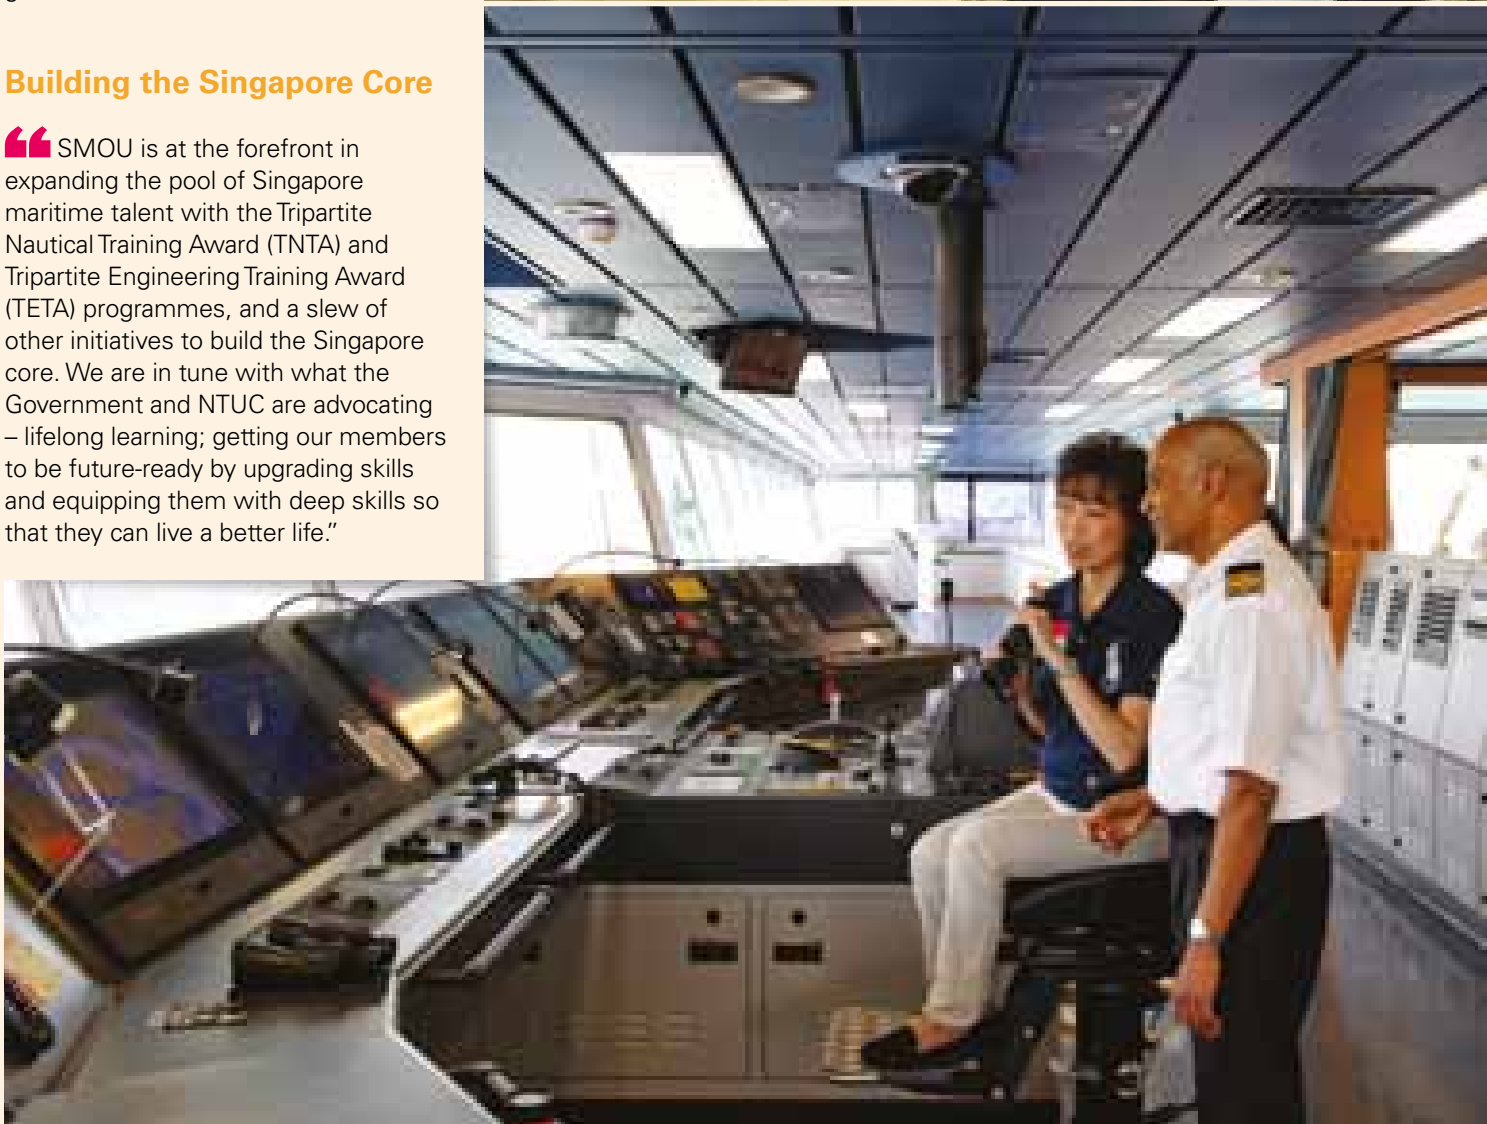 Building the Singapore Core
“ SMOU is at the forefront in
expanding the pool of Singapore
maritime talent with the Tripartite
Nautical Training Award (TNTA) and
Tripartite Engineering Training Award
(TETA) programmes, and a slew of
other initiatives to build the Singapore
core. We are in tune with what the
Government and NTUC are advocating
– lifelong learning; getting our members
to be future-ready by upgrading skills
and equipping them with deep skills so
that they can live a better life.”